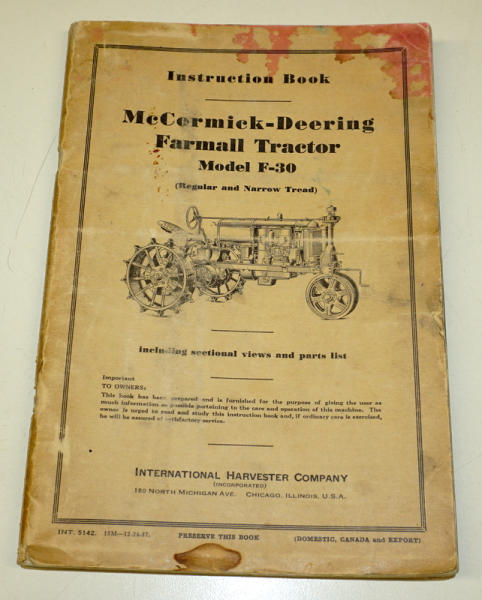 Instruction Book
McCormick-Deering
Farmall Tractor
Model F-30
(Regular and Narrow Tread)
including sectional views and parts list
Important
TO OWNERS:
This book has been prepared and is furnished for the purpose of giving the user as
much information as possible pertaining to the care and operation of this machine. The
owner is urged to read and study this instruction book and, if ordinary care is exercised,
he will be assured of satisfactory service.
INTERNATIONAL HARVESTER COMPANY
(INCORPORATED)
180 NORTH MICHIGAN AVE. CHICAGO, ILLINOIS, U.S.A.
INT. 5142. 15M—12-24-37. PRESERVE THIS BOOK (DOMESTIC, CANADA and EXPORT)